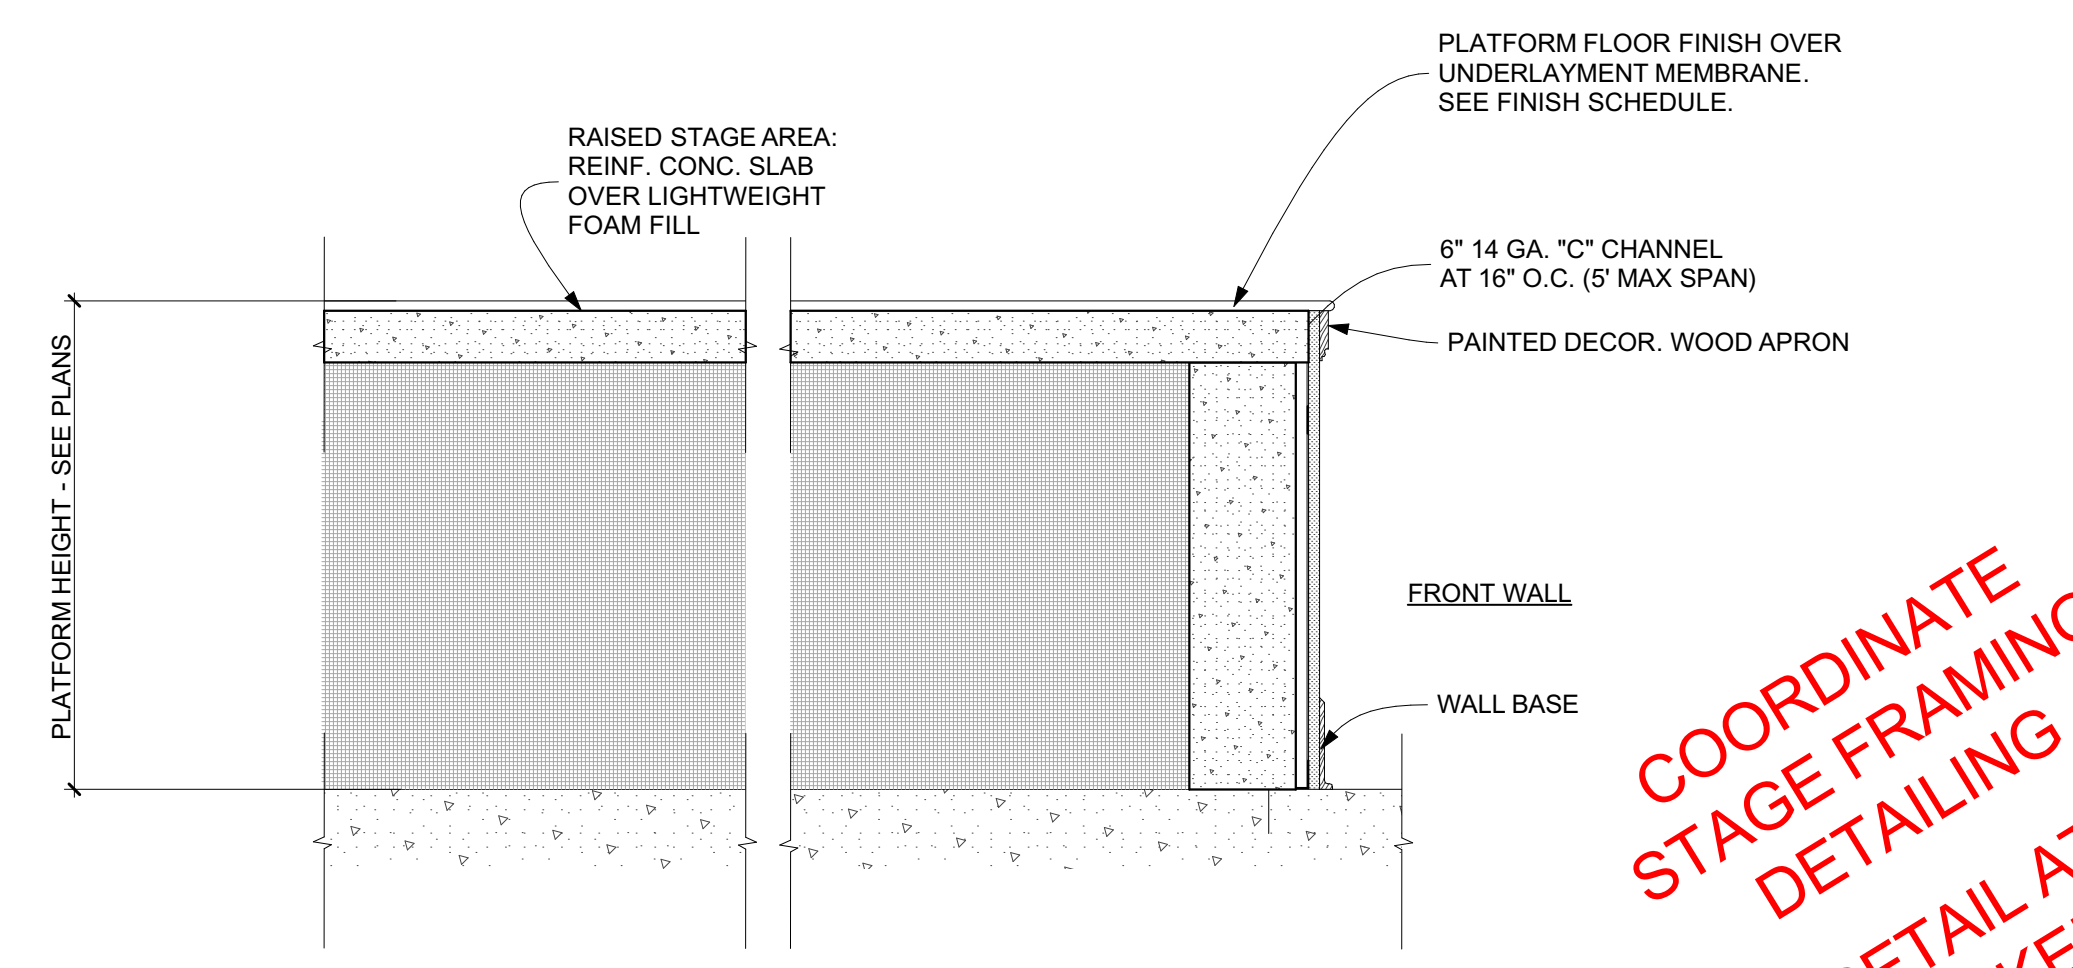 PLATFORM FLOOR FINISH OVER
UNDERLAYMENT MEMBRANE.
SEE FINISH SCHEDULE.
RAISED STAGE AREA:
REINF. CONC. SLAB
OVER LIGHTWEIGHT
FOAM FILL
6" 14 GA. "C" CHANNEL
AT 16" O.C. (5' MAX SPAN)
PAINTED DECOR. WOOD APRON
PLATFORM HEIGHT - SEE PLANS
FRONT WALL
WALL BASE
COORDINATE
STAGE FRAMING
DETAILING